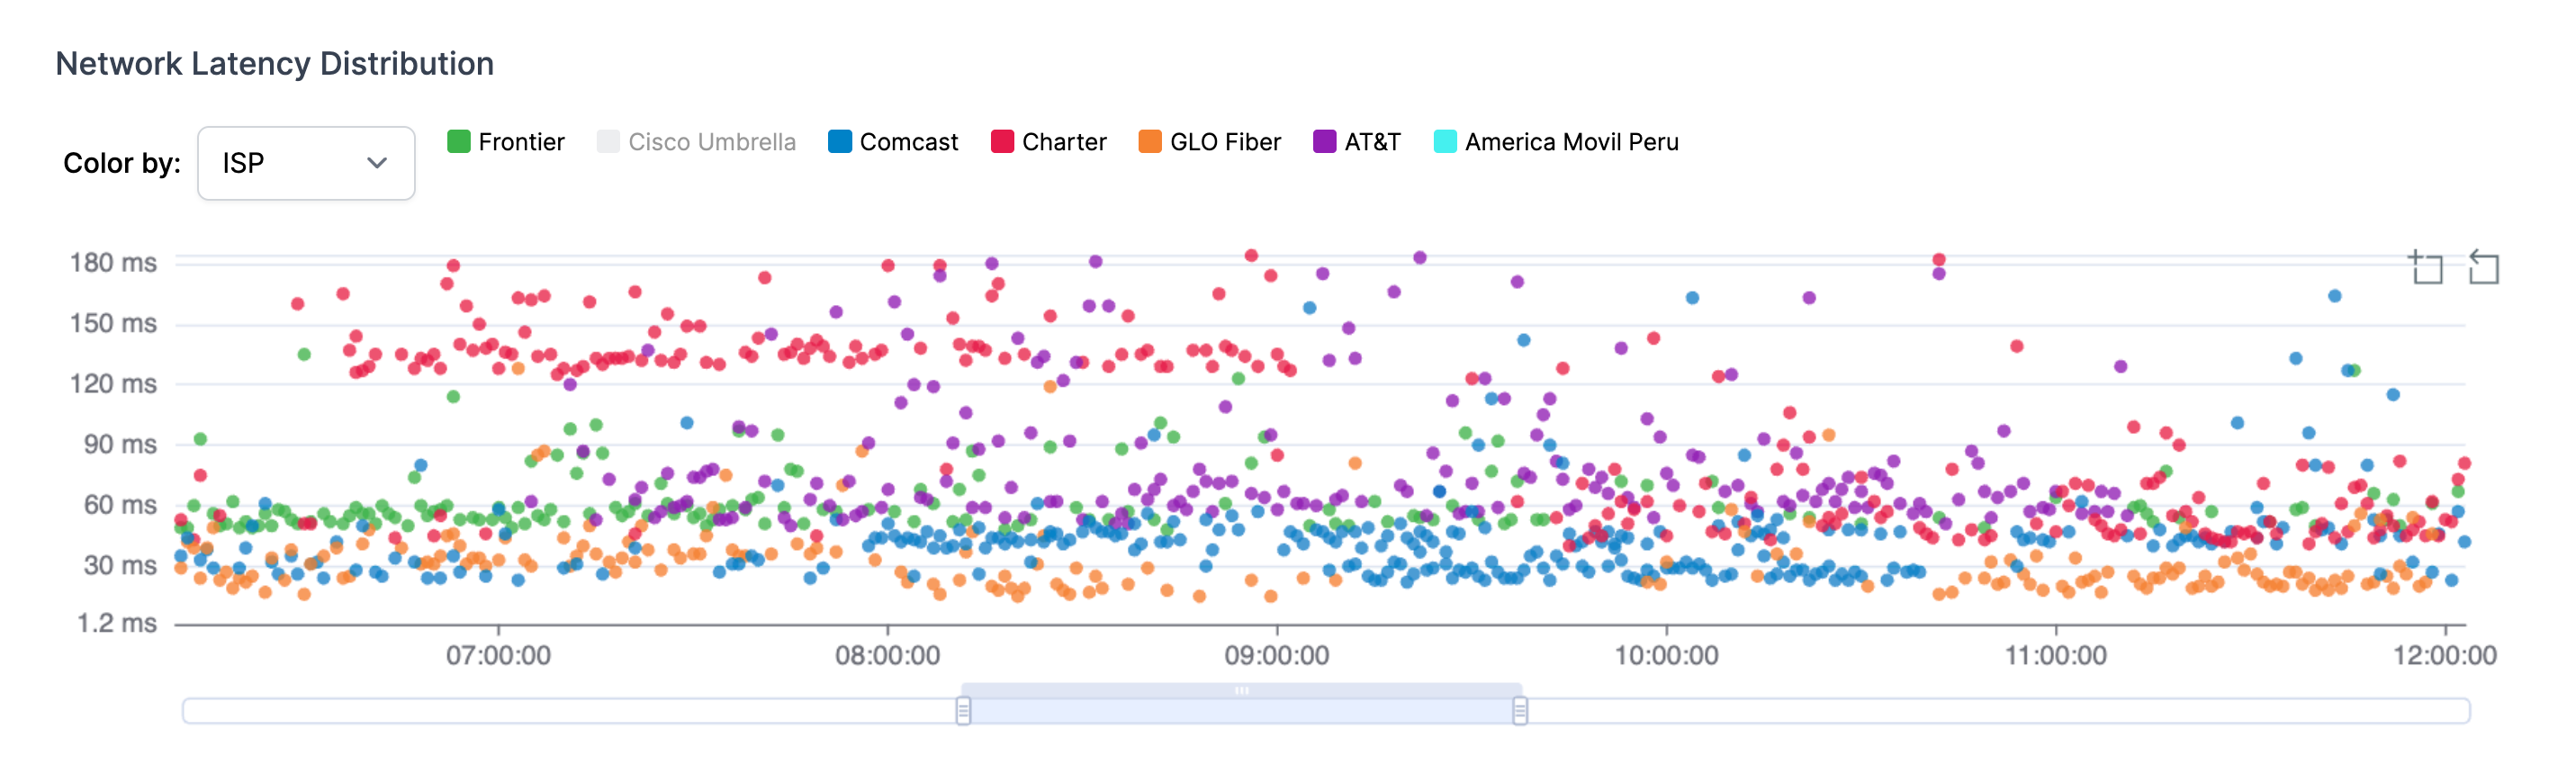 Network Latency Distribution
Color by: ISP Frontier Cisco Umbrella Comcast Charter GLO Fiber AT&T America Movil Peru
180 ms
150 ms
120 ms
90 ms
60 ms
30 ms
1.2 ms
07:00:00 08:00:00 09:00:00 10:00:00 11:00:00 12:00:00